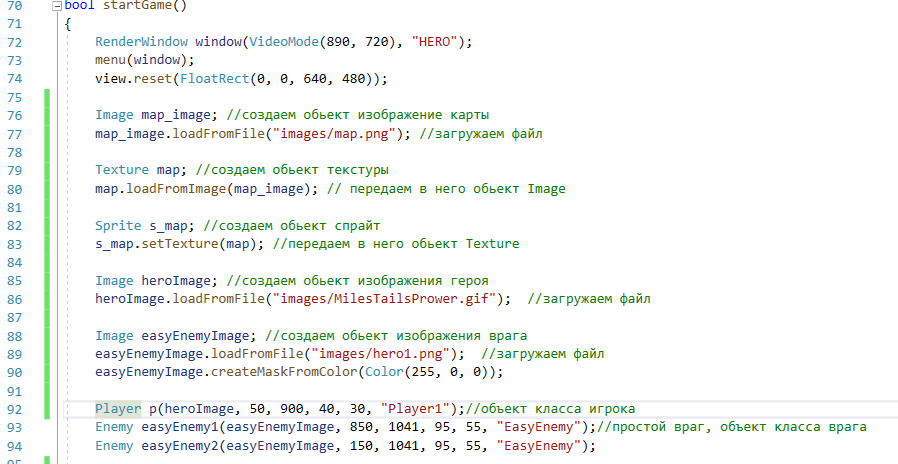 70 bool startGame()
71 {
72 RenderWindow window(VideoMode(890, 720), "HERO");
73 menu(window);
74 view.reset(FloatRect(0, 0, 640, 480));
75
76 Image map_image; //создаем обьект изображение карты
77 map_image.loadFromFile("images/map.png"); //загружаем файл
78
79 Texture map; //создаем обьект текстуры
80 map.loadFromImage(map_image); // передаем в него обьект Image
81
82 Sprite s_map; //создаем обьект спрайт
83 s_map.setTexture(map); //передаем в него обьект Texture
84
85 Image heroImage; //создаем обьект изображения героя
86 heroImage.loadFromFile("images/MilesTailsPrower.gif"); //загружаем файл
87
88 Image easyEnemyImage; //создаем обьект изображения врага
89 easyEnemyImage.loadFromFile("images/hero1.png"); //загружаем файл
90 easyEnemyImage.createMaskFromColor(Color(255, 0, 0));
91
92 Player p(heroImage, 50, 900, 40, 30, "Player1");//объект класса игрока
93 Enemy easyEnemy1(easyEnemyImage, 850, 1041, 95, 55, "EasyEnemy");//простой враг, объект класса врага
94 Enemy easyEnemy2(easyEnemyImage, 150, 1041, 95, 55, "EasyEnemy");